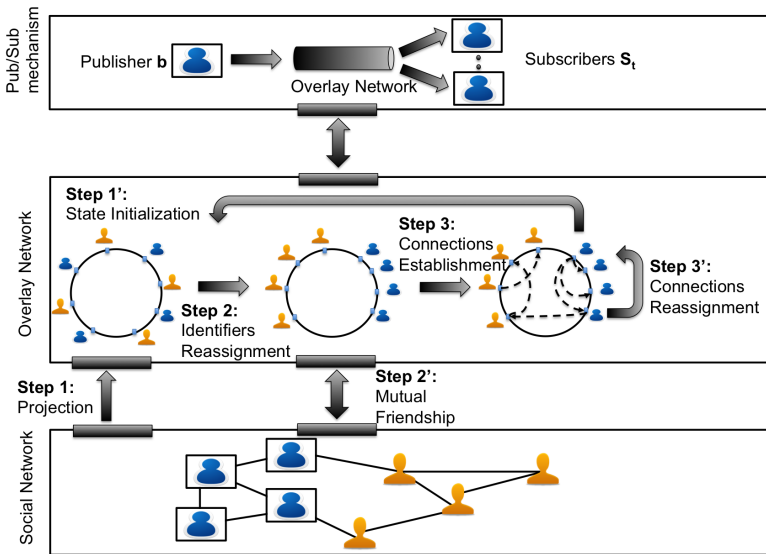 Pub/Sub
mechanism
Publisher b
Overlay Network
Subscribers St
Overlay Network
Step 1’:
State Initialization
Step 2:
Identifiers
Reassignment
Step 3:
Connections
Establishment
Step 3’:
Connections
Reassignment
Step 1:
Projection
Step 2’:
Mutual
Friendship
Social Network